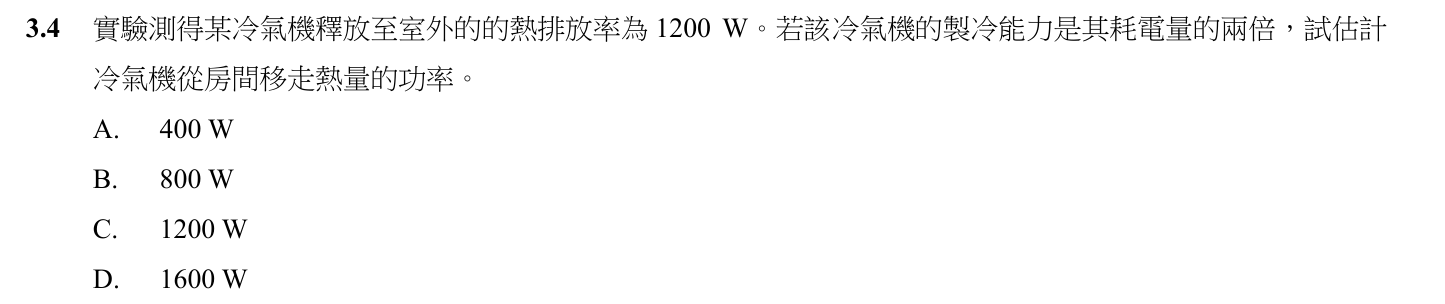 3.4 實驗測得某冷氣機釋放至室外的的熱排放率為 1200 W。若該冷氣機的製冷能力是其耗電量的兩倍，試估計
冷氣機從房間移走熱量的功率。
A. 400 W
B. 800 W
C. 1200 W
D. 1600 W